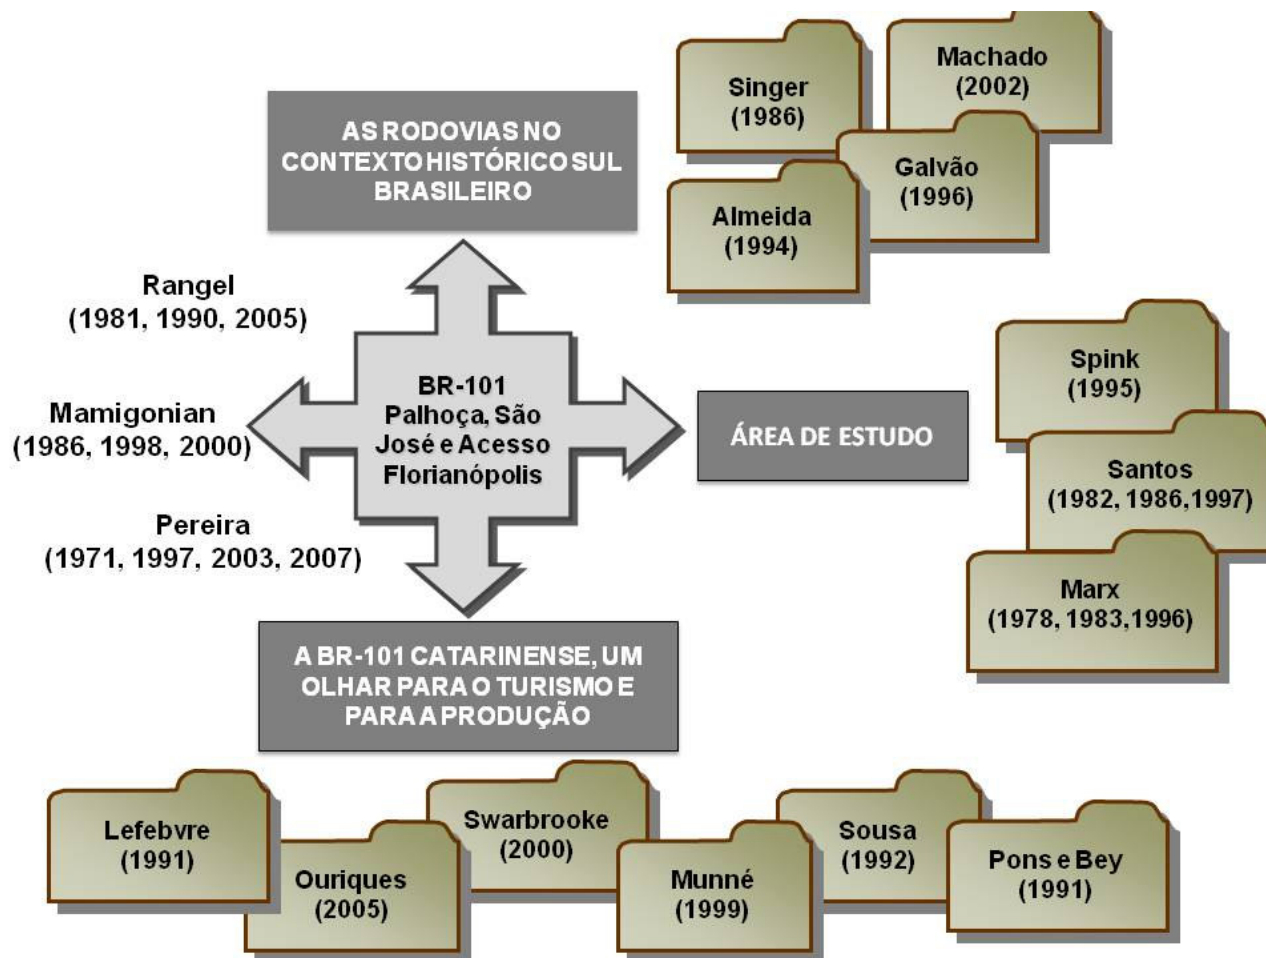 AS RODOVIAS NO
CONTEXTO HISTÓRICO SUL
BRASILEIRO
Singer
(1986)
Machado
(2002)
Galvão
(1996)
Almeida
(1994)
Rangel
(1981, 1990, 2005)
Mamigonian
(1986, 1998, 2000)
Pereira
(1971, 1997, 2003, 2007)
BR-101
Palhoça, São
José e Acesso
Florianópolis
ÁREA DE ESTUDO
Spink
(1995)
Santos
(1982, 1986,1997)
Marx
(1978, 1983,1996)
A BR-101 CATARINENSE, UM
OLHAR PARA O TURISMO E
PARA A PRODUÇÃO
Lefebvre
(1991)
Ouriques
(2005)
Swarbrooke
(2000)
Munné
(1999)
Sousa
(1992)
Pons e Bey
(1991)